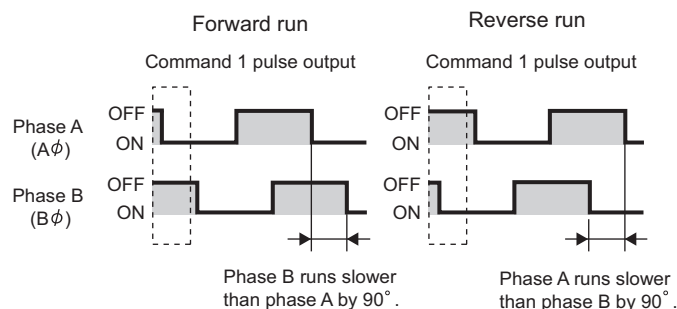 Forward run
Reverse run
Command 1 pulse output
Command 1 pulse output
Phase A
(Aϕ)
OFF
ON
OFF
ON
Phase B
(Bϕ)
OFF
ON
OFF
ON
Phase B runs slower
than phase A by 90°.
Phase A runs slower
than phase B by 90°.